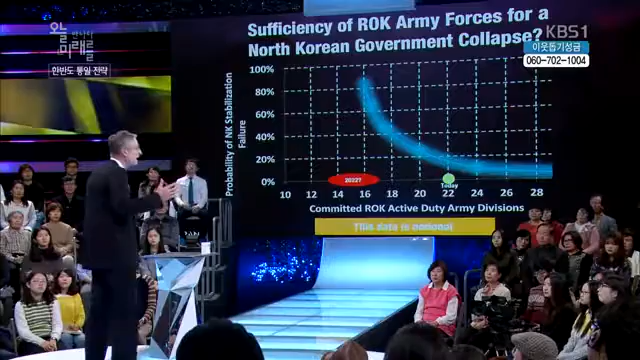 오늘 만나다
미래를
한반도 통일 전략
KBS1
이웃돕기성금
060-702-1004
Sufficiency of ROK Army Forces for a
North Korean Government Collapse?
Probability of NK Stabilization
Failure
100%
80%
60%
40%
20%
0%
2022?
Today
10 12 14 16 18 20 22 24 26 28
Committed ROK Active Duty Army Divisions
This data is notional